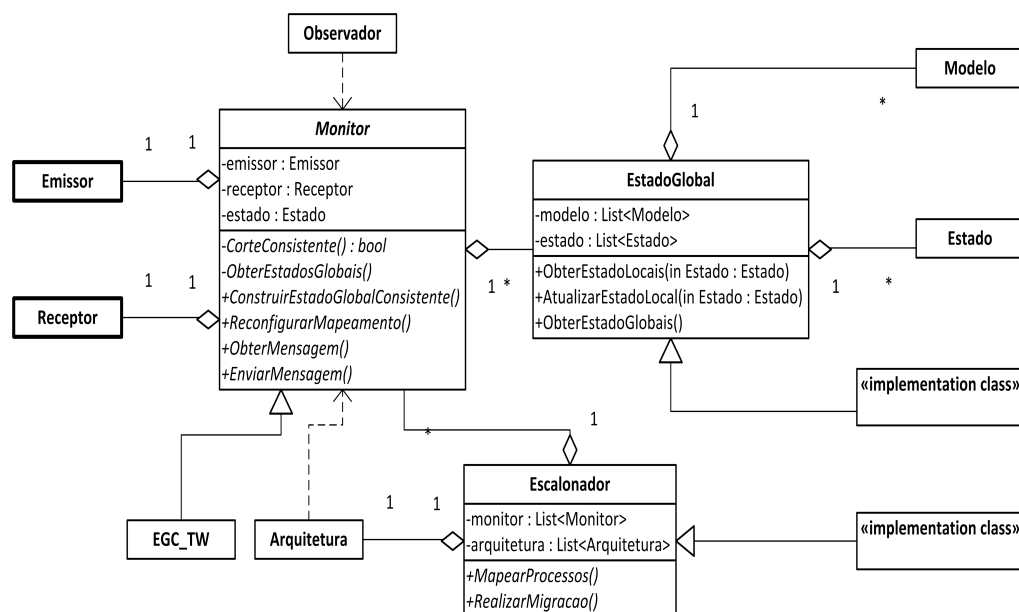 Observador
Monitor
-emissor : Emissor
-receptor : Receptor
-estado : Estado
-CorteConsistente() : bool
-ObterEstadosGlobais()
+ConstruirEstadoGlobalConsistente()
+ReconfigurarMapeamento()
+ObterMensagem()
+EnviarMensagem()
Emissor
1
1
Receptor
1
1
1
*
EstadoGlobal
-modelo : List<Modelo>
-estado : List<Estado>
+ObterEstadoLocais(in Estado : Estado)
+AtualizarEstadoLocal(in Estado : Estado)
+ObterEstadoGlobais()
Modelo
1
*
Estado
1
*
«implementation class»
EGC_TW
Arquitetura
1
1
*
1
Escalonador
-monitor : List<Monitor>
-arquitetura : List<Arquitetura>
+MapearProcessos()
+RealizarMigracao()
«implementation class»